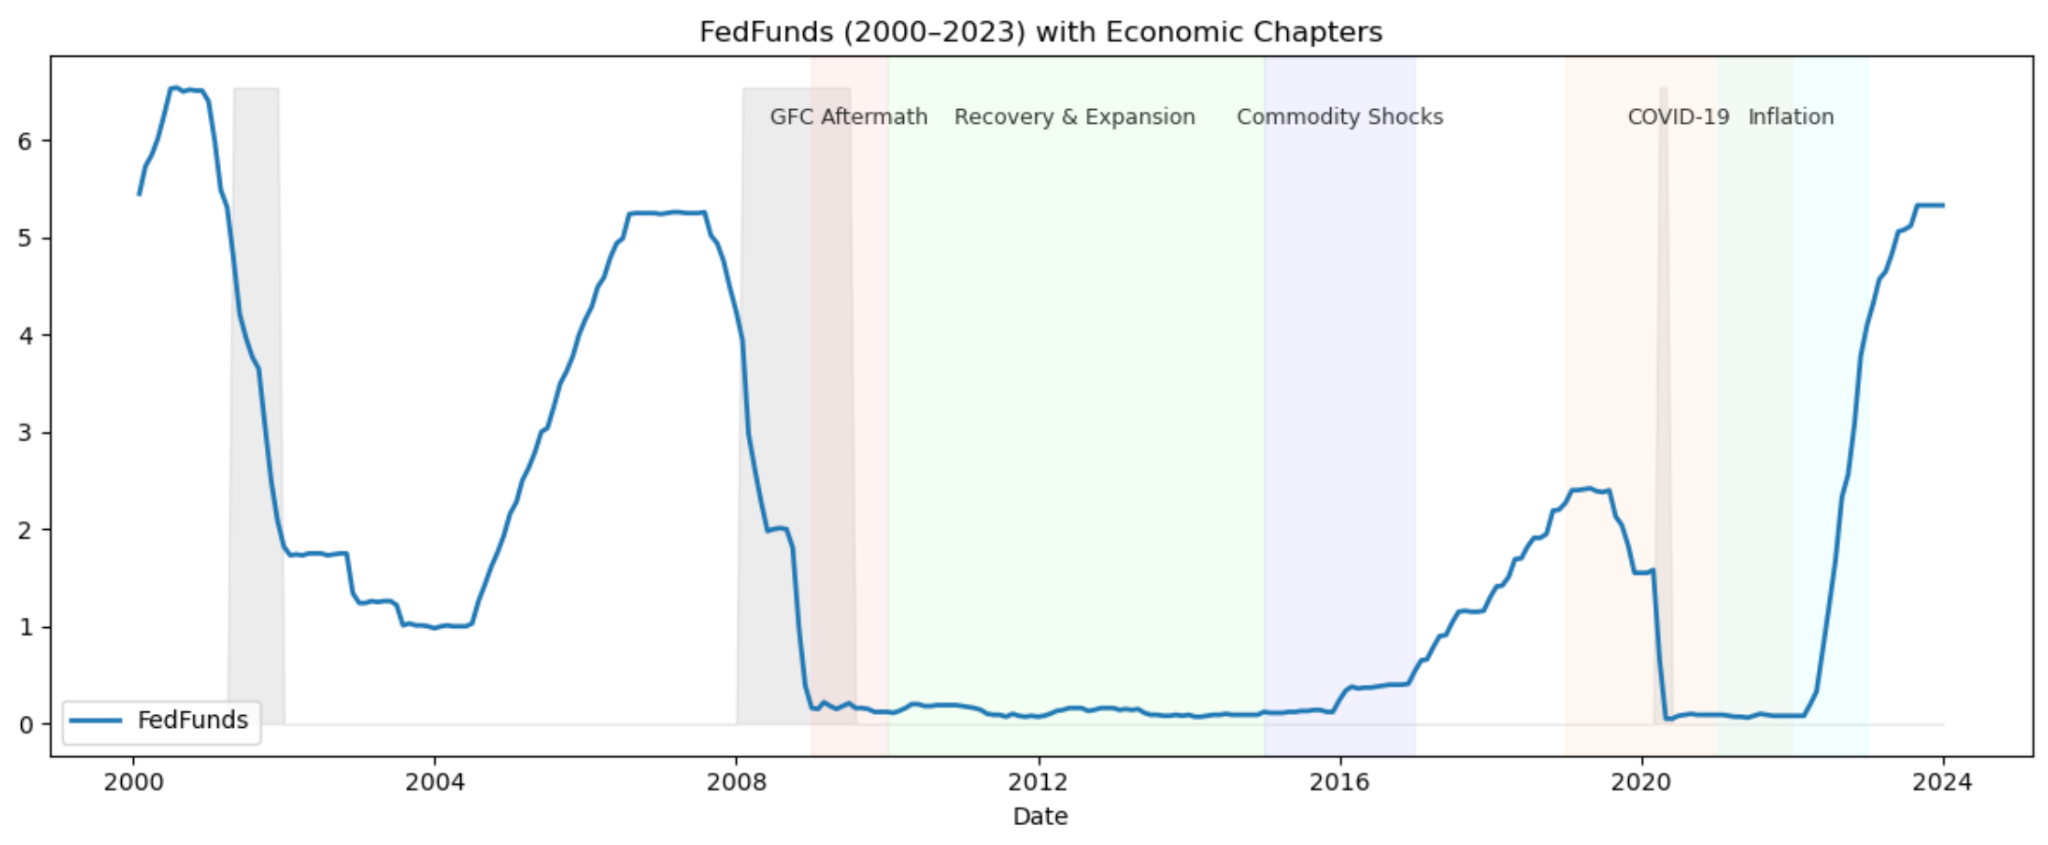 FedFunds (2000–2023) with Economic Chapters
GFC Aftermath Recovery & Expansion Commodity Shocks COVID-19 Inflation
6
5
4
3
2
1
0
FedFunds
2000 2004 2008 2012 2016 2020 2024
Date